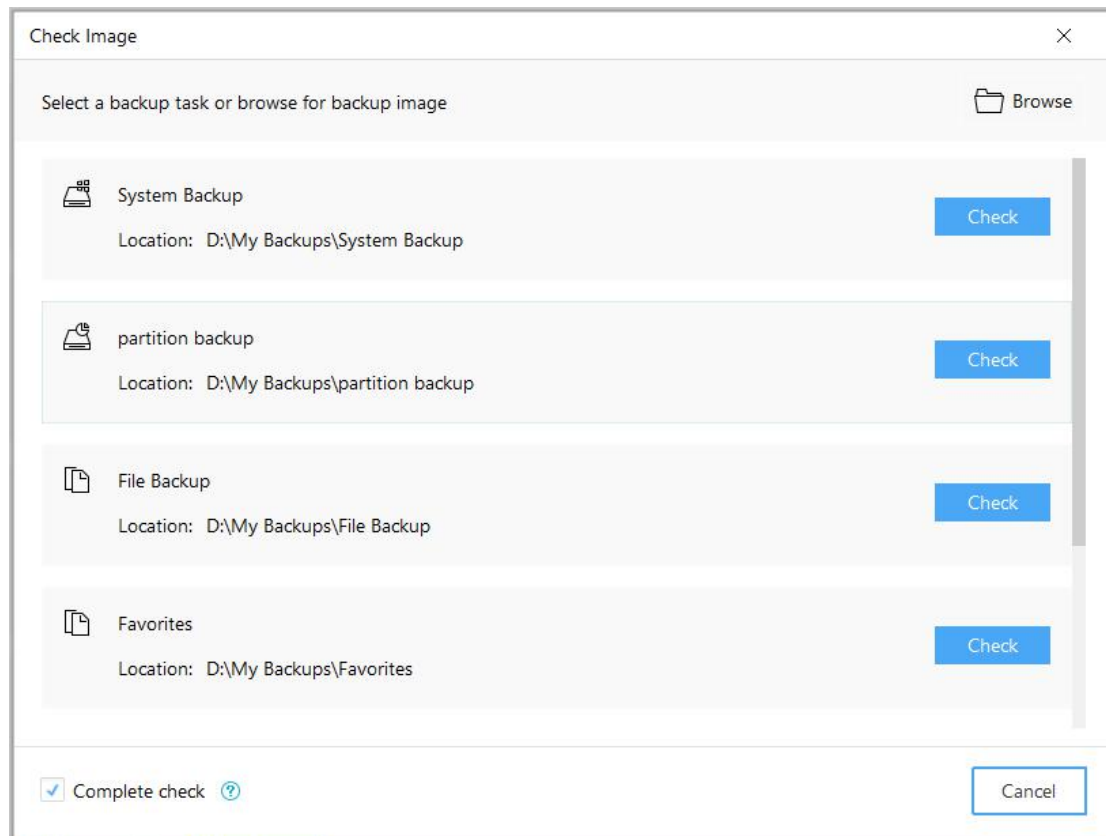 Check Image
Select a backup task or browse for backup image
Browse
System Backup
Location: D:\My Backups\System Backup
Check
partition backup
Location: D:\My Backups\partition backup
Check
File Backup
Location: D:\My Backups\File Backup
Check
Favorites
Location: D:\My Backups\Favorites
Check
Complete check ?
Cancel